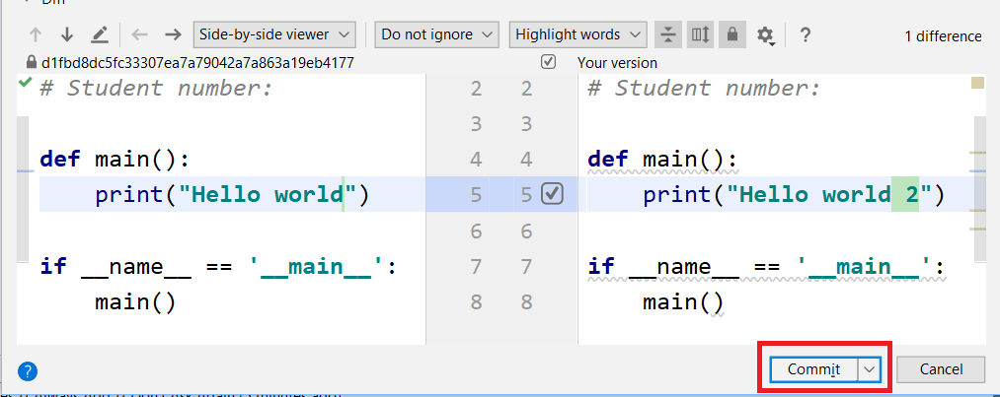 Diff
Side-by-side viewer Do not ignore Highlight words ? 1 difference
d1fbd8dc5fc33307ea7a79042a7a863a19eb4177 Your version
# Student number: 2 2 # Student number:
3 3
def main(): 4 4 def main():
print("Hello world") 5 5 print("Hello world 2")
6 6
if __name__ == '__main__': 7 7 if __name__ == '__main__':
main() 8 8 main()
? Commit Cancel